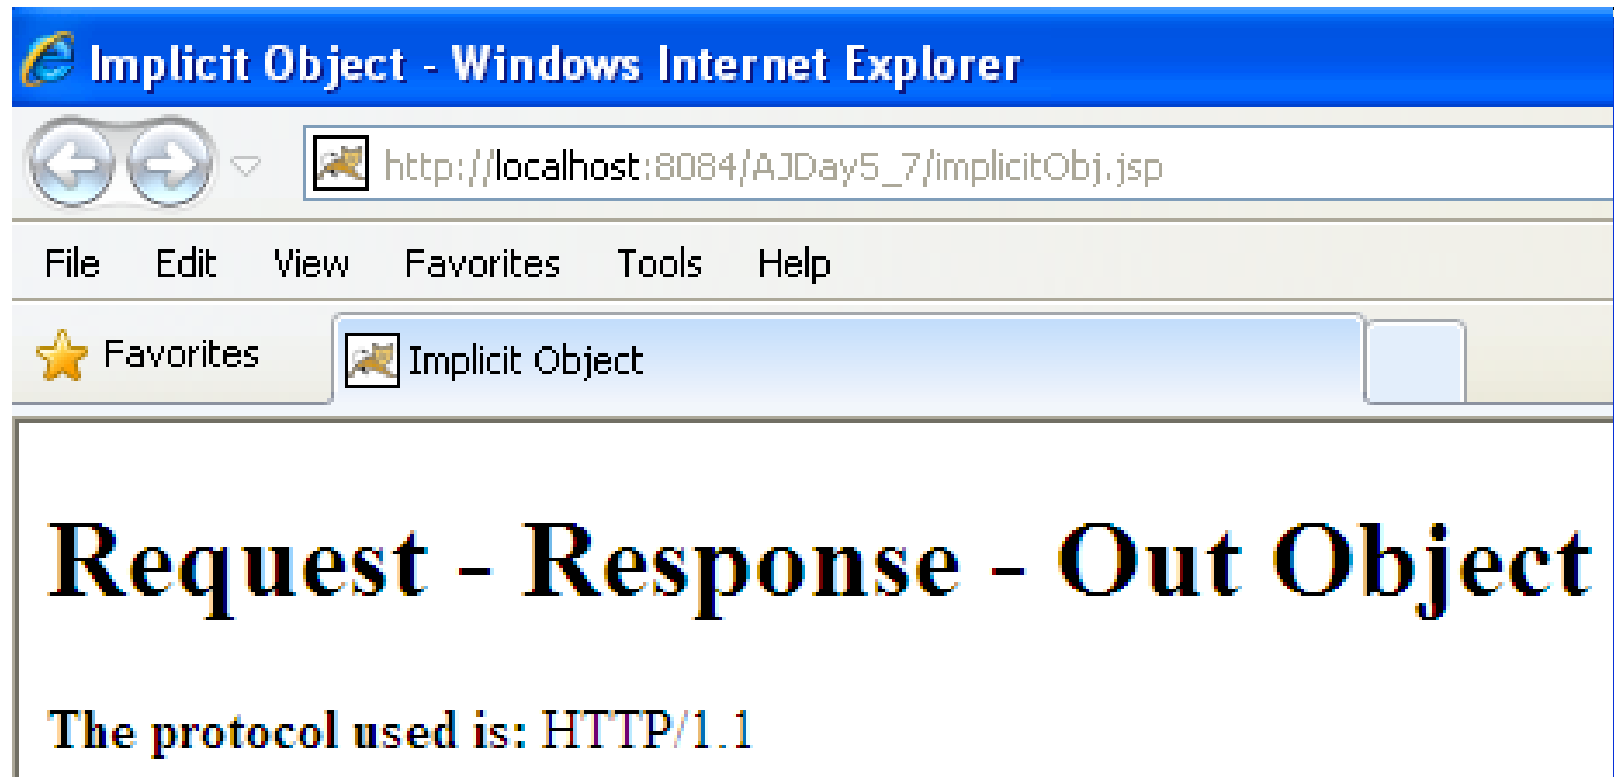 Implicit Object - Windows Internet Explorer
http://localhost:8084/AJDay5_7/implicitObj.jsp
File Edit View Favorites Tools Help
Favorites Implicit Object
Request - Response - Out Object
The protocol used is: HTTP/1.1